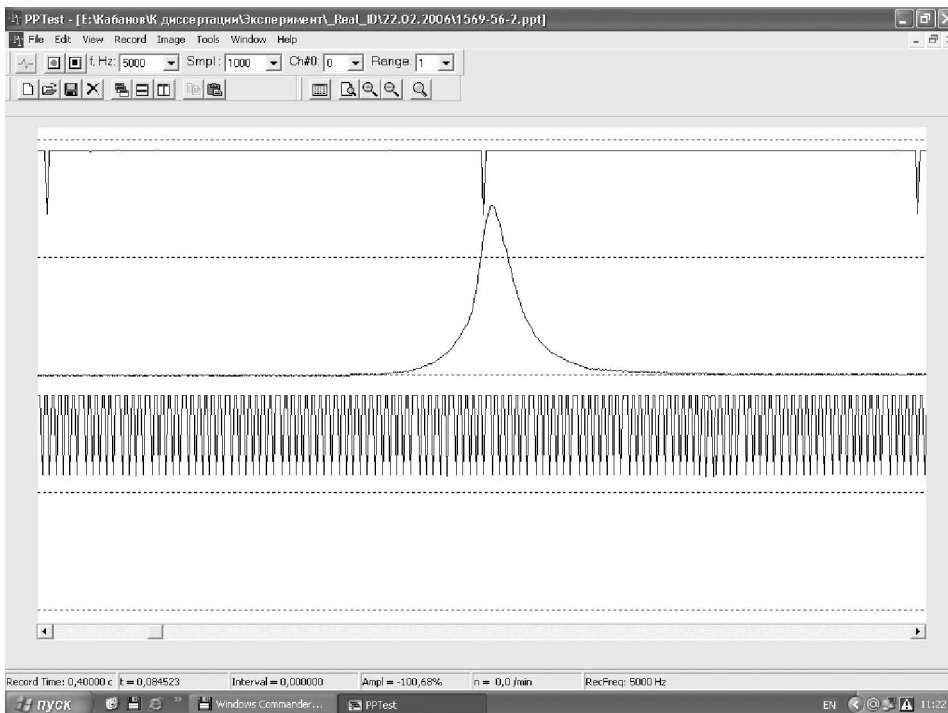 PPTest - [E:\Кабанов\К диссертации\Эксперимент\_Real_ID\22.02.2006\1569-56-2.ppt]
File Edit View Record Image Tools Window Help
f. Hz: 5000 Smpl: 1000 Ch#0: 0 Range: 1
Record Time: 0,40000 c t = 0,084523 Interval = 0,000000 Ampl = -100,68% n = 0,0 /min RecFreq: 5000 Hz
пуск Windows Commander... PPTest EN 11:22